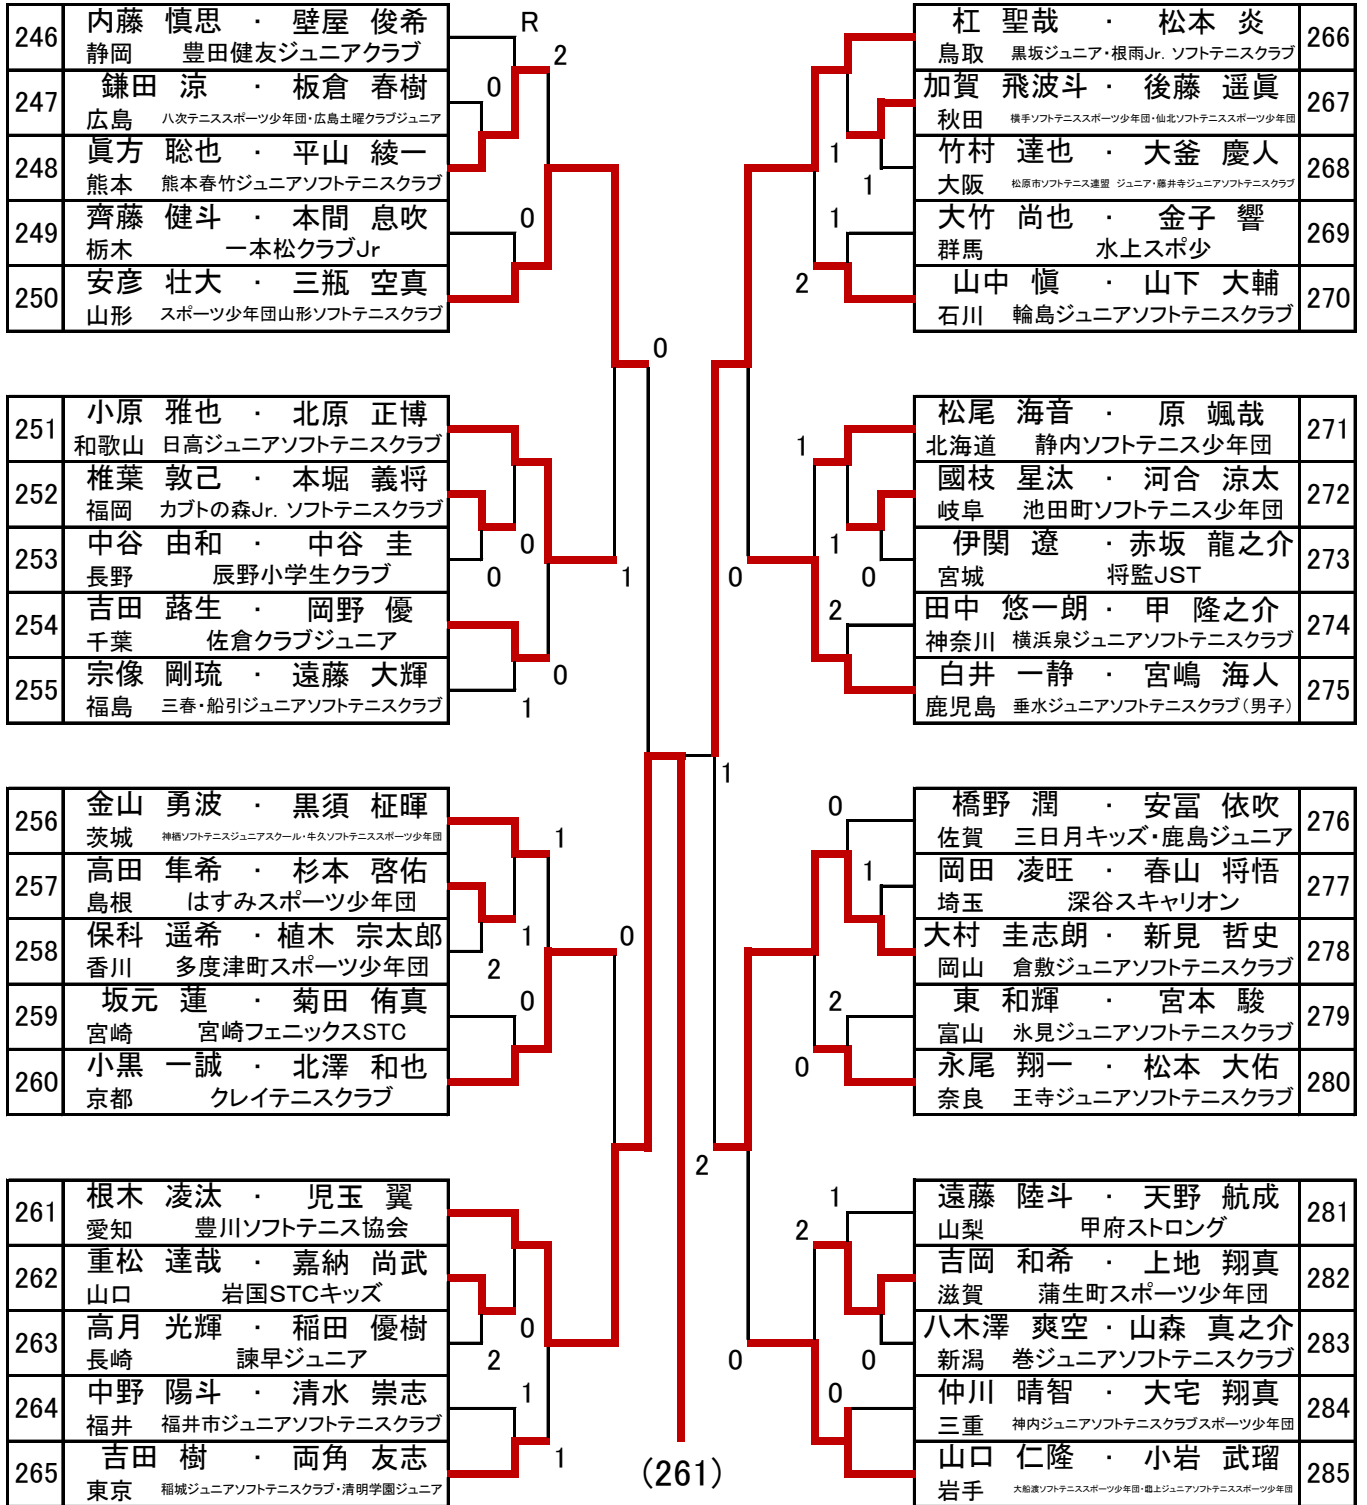 246 内藤 慎思 ・ 壁屋 俊希
静岡 豊田健友ジュニアクラブ
247 鎌田 涼 ・ 板倉 春樹
広島 八次テニススポーツ少年団・広島土曜クラブジュニア
248 眞方 聡也 ・ 平山 綾一
熊本 熊本春竹ジュニアソフトテニスクラブ
249 齊藤 健斗 ・ 本間 息吹
栃木 一本松クラブJr
250 安彦 壮大 ・ 三瓶 空真
山形 スポーツ少年団山形ソフトテニスクラブ
R
2
0
0
0
251 小原 雅也 ・ 北原 正博
和歌山 日高ジュニアソフトテニスクラブ
252 椎葉 敦己 ・ 本堀 義将
福岡 カブトの森Jr. ソフトテニスクラブ
253 中谷 由和 ・ 中谷 圭
長野 辰野小学生クラブ
254 吉田 蕗生 ・ 岡野 優
千葉 佐倉クラブジュニア
255 宗像 剛琉 ・ 遠藤 大輝
福島 三春・船引ジュニアソフトテニスクラブ
0
0
1
0
1
256 金山 勇波 ・ 黒須 柾暉
茨城 神栖ソフトテニスジュニアスクール・牛久ソフトテニススポーツ少年団
257 高田 隼希 ・ 杉本 啓佑
島根 はすみスポーツ少年団
258 保科 遥希 ・ 植木 宗太郎
香川 多度津町スポーツ少年団
259 坂元 蓮 ・ 菊田 侑真
宮崎 宮崎フェニックスSTC
260 小黒 一誠 ・ 北澤 和也
京都 クレイテニスクラブ
1
1
0
2
0
261 根木 凌汰 ・ 児玉 翼
愛知 豊川ソフトテニス協会
262 重松 達哉 ・ 嘉納 尚武
山口 岩国STCキッズ
263 高月 光輝 ・ 稲田 優樹
長崎 諫早ジュニア
264 中野 陽斗 ・ 清水 崇志
福井 福井市ジュニアソフトテニスクラブ
265 吉田 樹 ・ 両角 友志
東京 稲城ジュニアソフトテニスクラブ・清明学園ジュニア
0
2
1
1
(261)
杠 聖哉 ・ 松本 炎 266
鳥取 黒坂ジュニア・根雨Jr. ソフトテニスクラブ
加賀 飛波斗 ・ 後藤 遥眞 267
秋田 横手ソフトテニススポーツ少年団・仙北ソフトテニススポーツ少年団
竹村 達也 ・ 大釜 慶人 268
大阪 松原市ソフトテニス連盟 ジュニア・藤井寺ジュニアソフトテニスクラブ
大竹 尚也 ・ 金子 響 269
群馬 水上スポ少
山中 愼 ・ 山下 大輔 270
石川 輪島ジュニアソフトテニスクラブ
1
1
1
2
松尾 海音 ・ 原 颯哉 271
北海道 静内ソフトテニス少年団
國枝 星汰 ・ 河合 涼太 272
岐阜 池田町ソフトテニス少年団
伊関 遼 ・ 赤坂 龍之介 273
宮城 将監JST
田中 悠一朗 ・ 甲 隆之介 274
神奈川 横浜泉ジュニアソフトテニスクラブ
白井 一静 ・ 宮嶋 海人 275
鹿児島 垂水ジュニアソフトテニスクラブ(男子)
1
1
0
0
2
1
橋野 潤 ・ 安冨 依吹 276
佐賀 三日月キッズ・鹿島ジュニア
岡田 凌旺 ・ 春山 将悟 277
埼玉 深谷スキャリオン
大村 圭志朗 ・ 新見 哲史 278
岡山 倉敷ジュニアソフトテニスクラブ
東 和輝 ・ 宮本 駿 279
富山 氷見ジュニアソフトテニスクラブ
永尾 翔一 ・ 松本 大佑 280
奈良 王寺ジュニアソフトテニスクラブ
0
1
2
0
2
遠藤 陸斗 ・ 天野 航成 281
山梨 甲府ストロング
吉岡 和希 ・ 上地 翔真 282
滋賀 蒲生町スポーツ少年団
八木澤 爽空 ・ 山森 真之介 283
新潟 巻ジュニアソフトテニスクラブ
仲川 晴智 ・ 大宅 翔真 284
三重 神内ジュニアソフトテニスクラブスポーツ少年団
山口 仁隆 ・ 小岩 武瑠 285
岩手 大船渡ソフトテニススポーツ少年団・北上ジュニアソフトテニススポーツ少年団
1
2
0
0
0